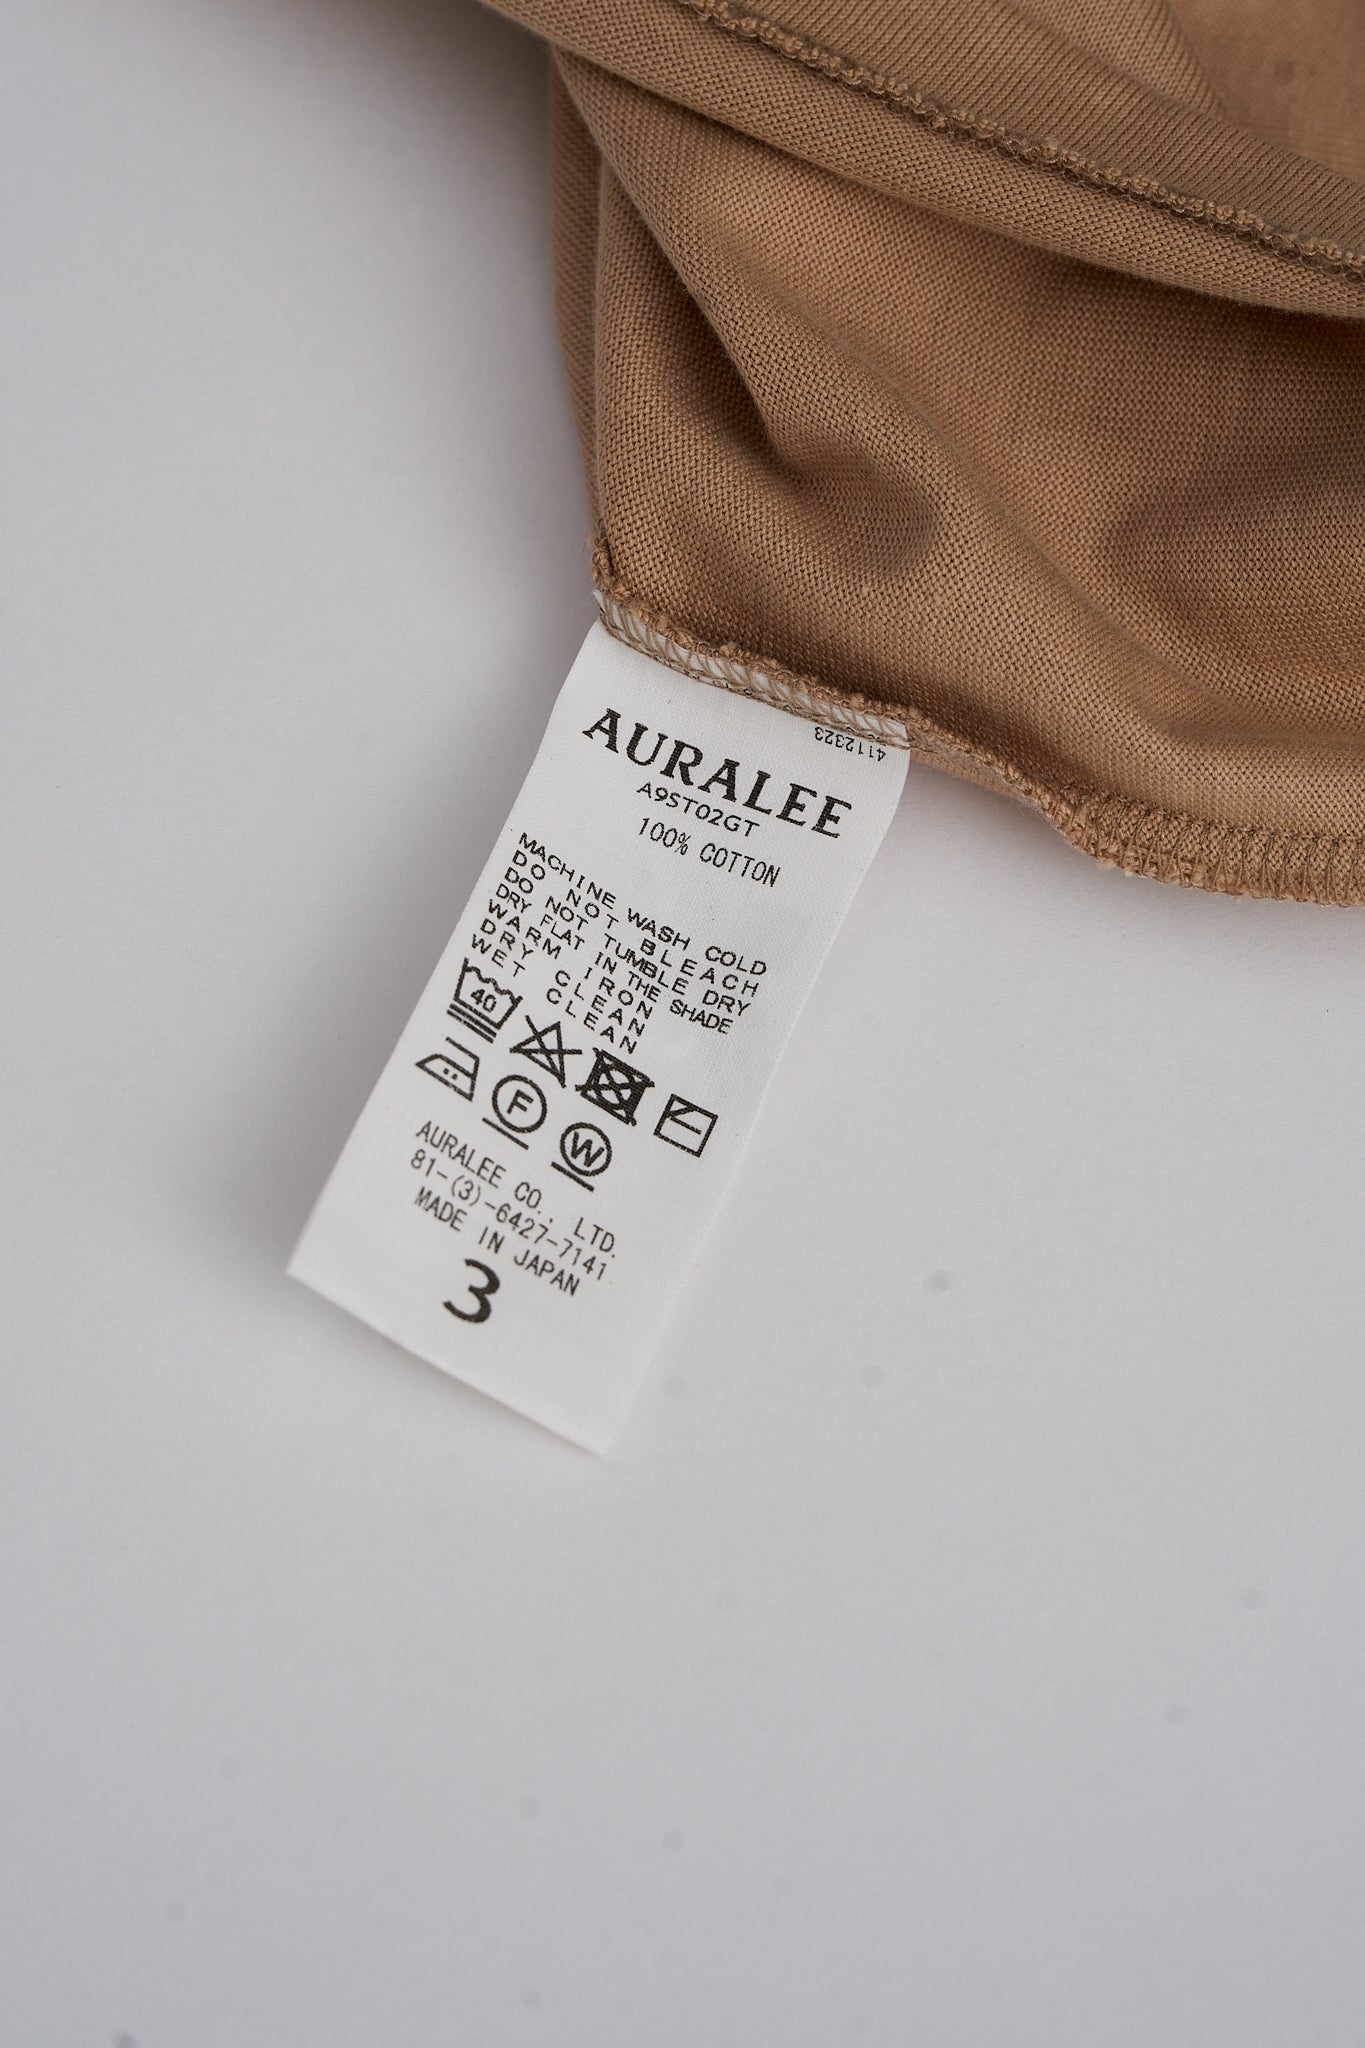 4112323
AURALEE
A9ST02GT
100% COTTON
MACHINE WASH COLD
DO NOT BLEACH
DO NOT TUMBLE DRY
DRY FLAT IN THE SHADE
WARM IRON
DRY CLEAN
WET CLEAN
40
F
W
AURALEE CO., LTD.
81-(3)-6427-7141
MADE IN JAPAN
3